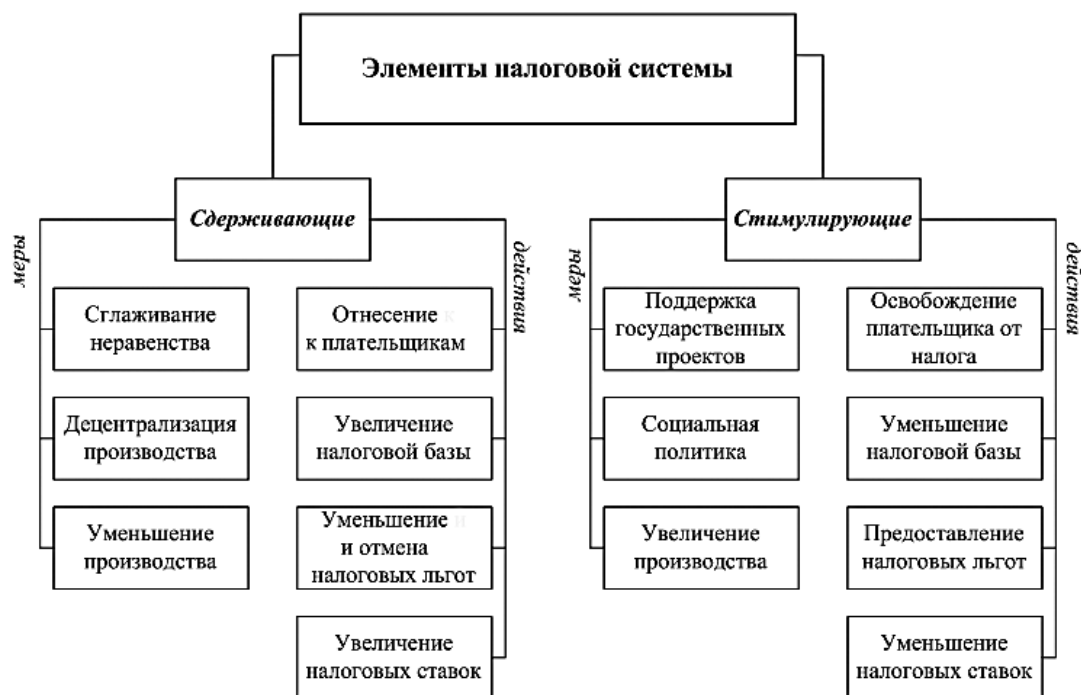 Элементы налоговой системы
Сдерживающие
меры
действия
Сглаживание
неравенства
Децентрализация
производства
Уменьшение
производства
Отнесение
к плательщикам
Увеличение
налоговой базы
Уменьшение
и отмена
налоговых льгот
Увеличение
налоговых ставок
Стимулирующие
меры
действия
Поддержка
государственных
проектов
Социальная
политика
Увеличение
производства
Освобождение
плательщика от
налога
Уменьшение
налоговой базы
Предоставление
налоговых льгот
Уменьшение
налоговых ставок